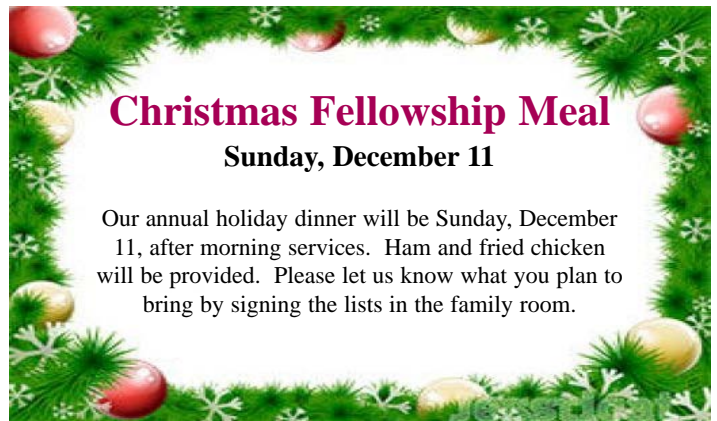 Christmas Fellowship Meal
Sunday, December 11
Our annual holiday dinner will be Sunday, December
11, after morning services.  Ham and fried chicken
will be provided.  Please let us know what you plan to
bring by signing the lists in the family room.